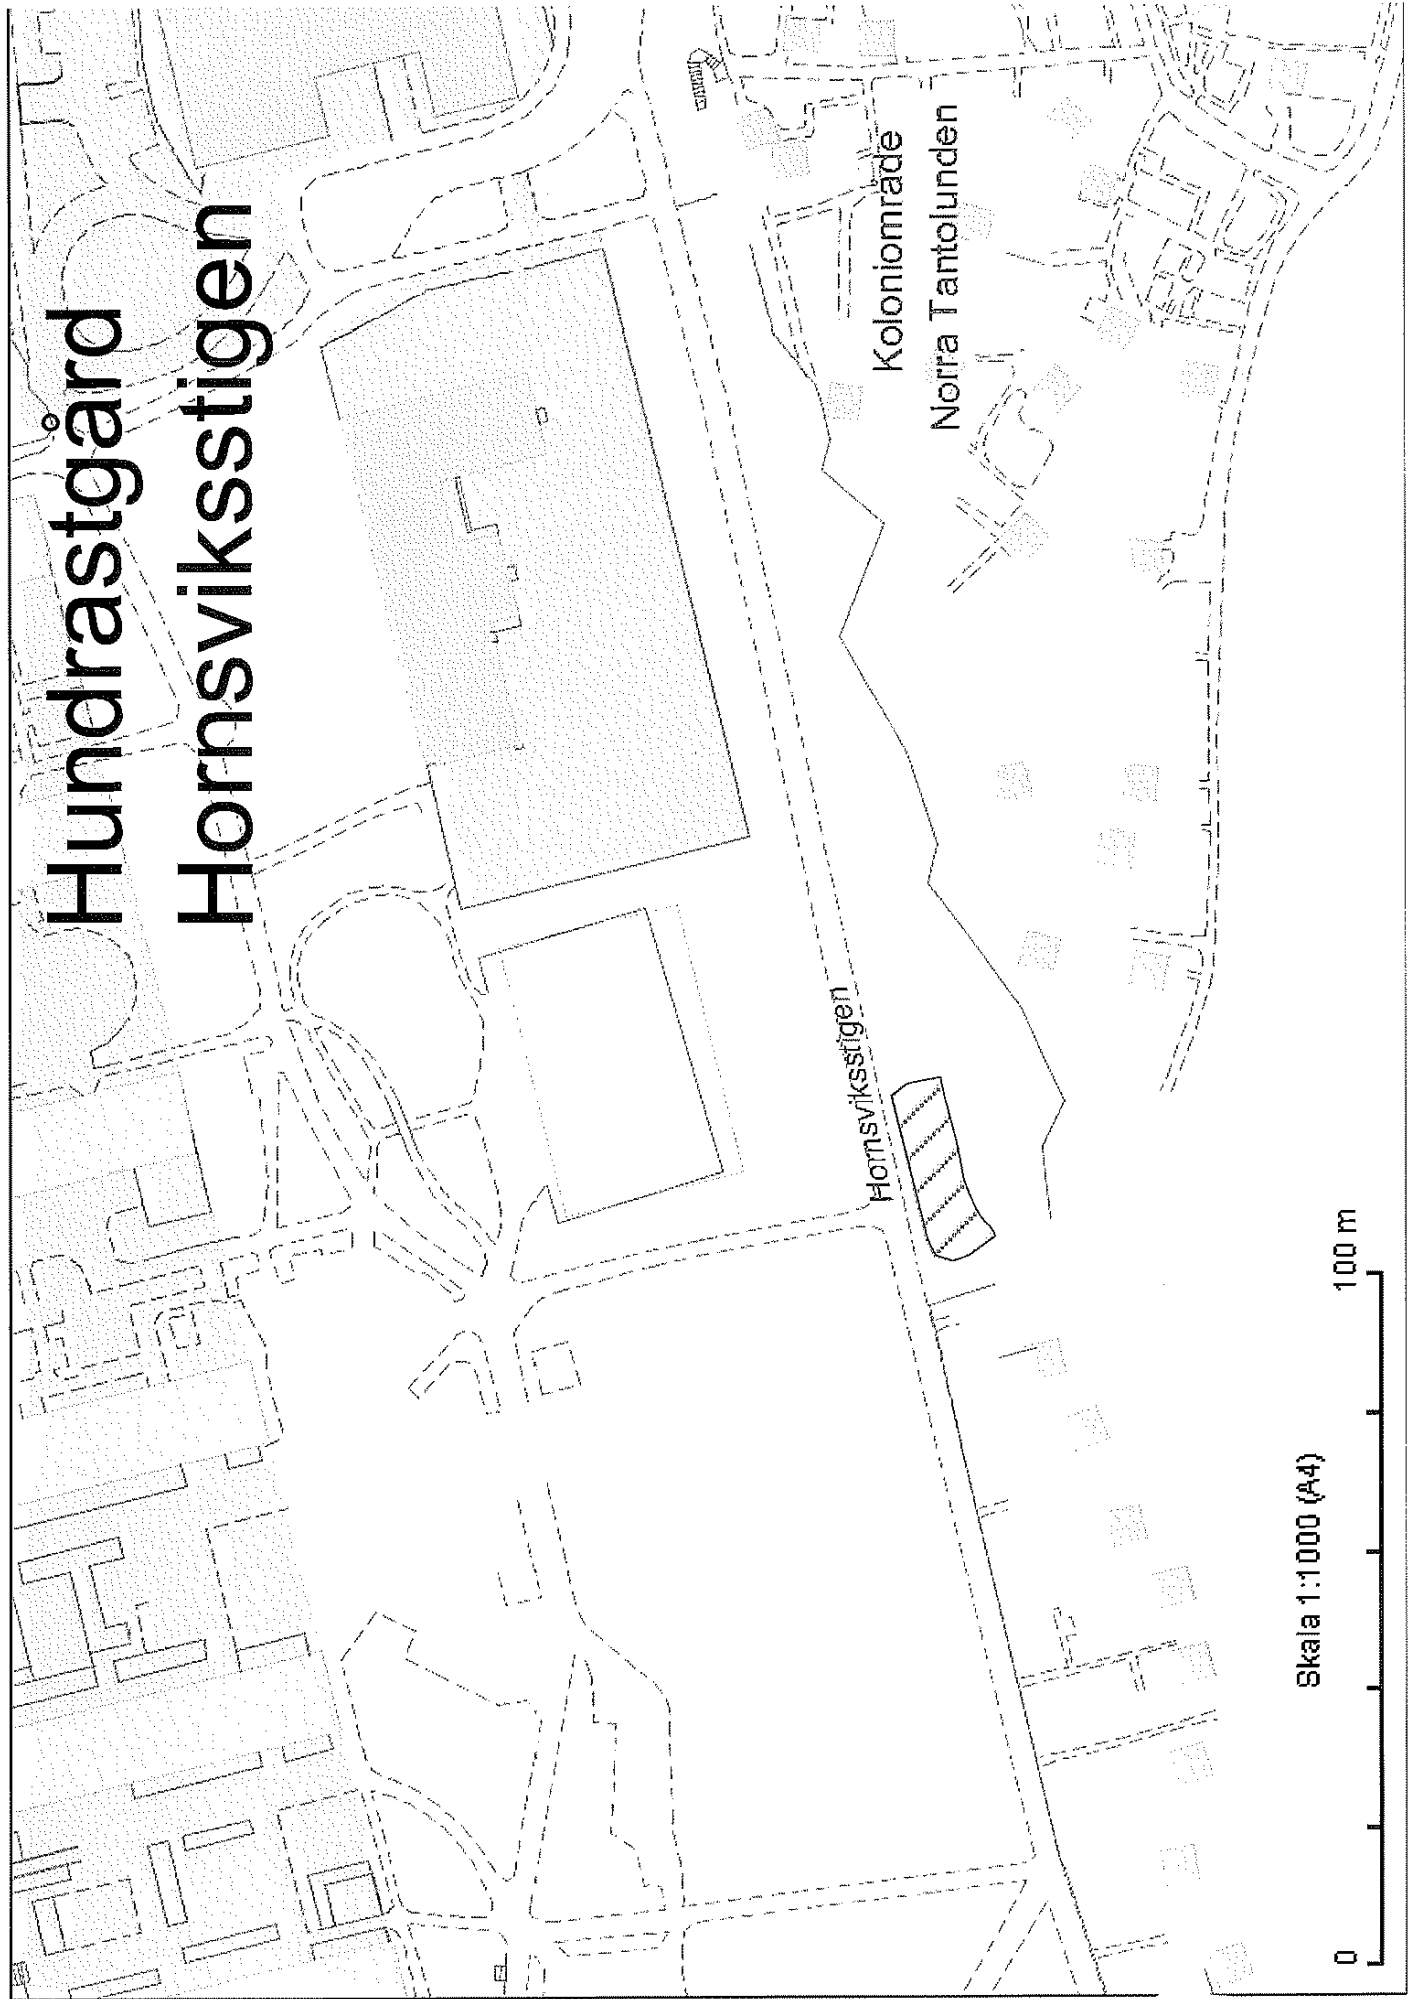 Hundrastgård
Hornsviksstigen
Koloniområde
Norra Tantolunden
Hornsviksstigen
Skala 1:1000 (A4)
0
100 m